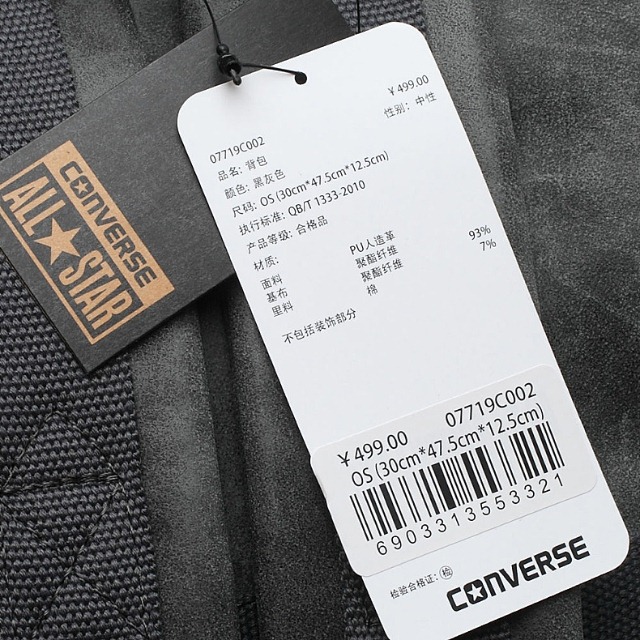 CONVERSE
ALL★STAR
¥499.00
07719C002
性别: 中性
品名: 背包
颜色: 黑灰色
尺码: OS (30cm*47.5cm*12.5cm)
执行标准: QB/T 1333-2010
产品等级: 合格品
材质:
面料 PU人造革 93%
基布 聚酯纤维 7%
里料 聚酯纤维
棉
不包括装饰部分
¥499.00 07719C002
OS (30cm*47.5cm*12.5cm)
6903313553321
检验合格证: 检
CONVERSE